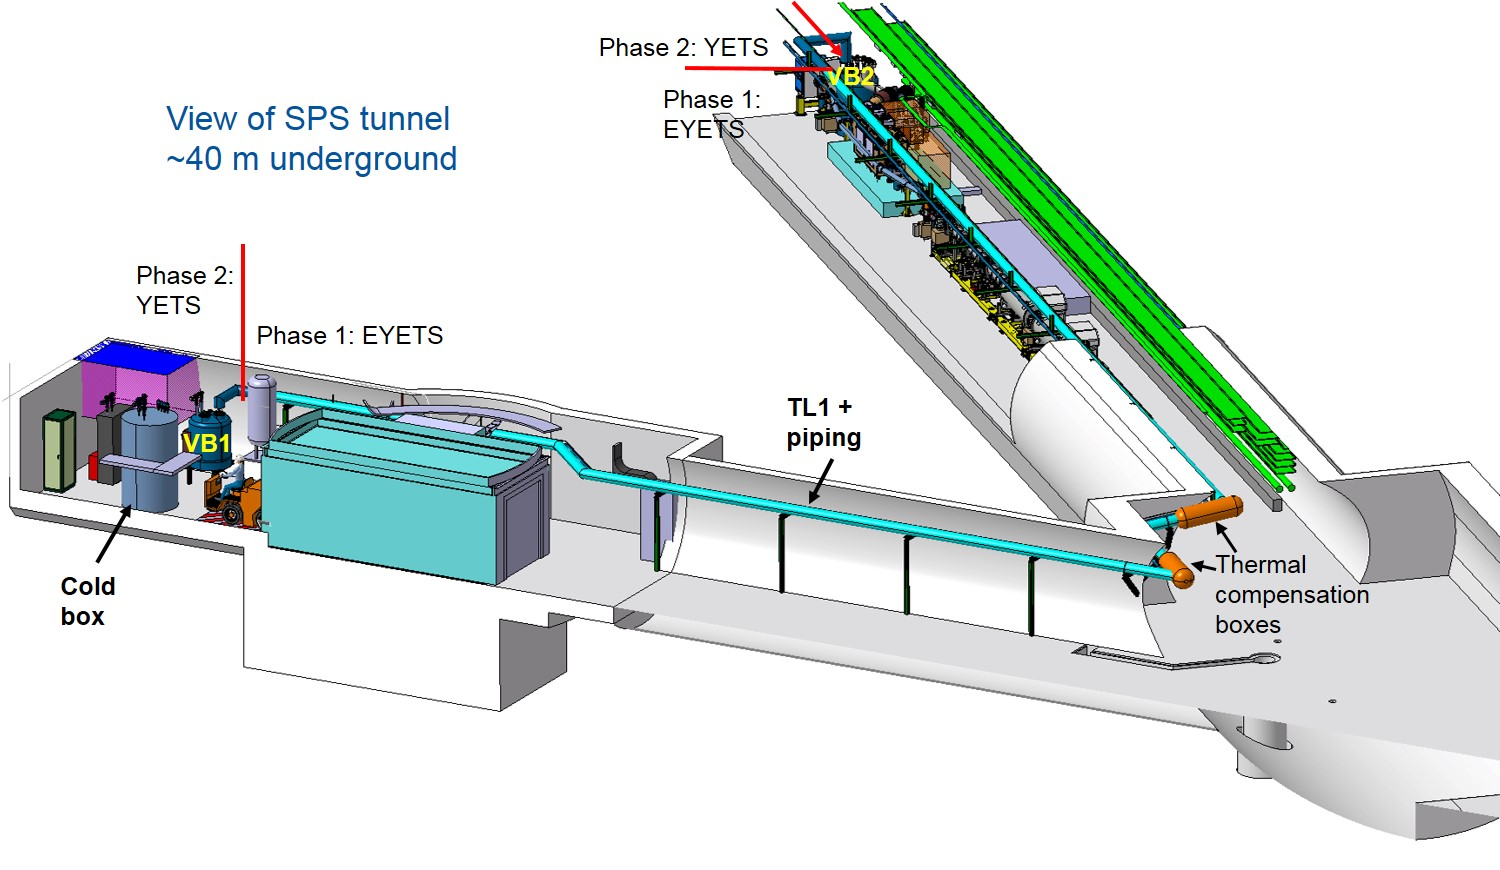 Phase 2: YETS
VB2
Phase 1:
EYETS
View of SPS tunnel
~40 m underground
Phase 2:
YETS
Phase 1: EYETS
VB1
TL1 +
piping
Cold
box
Thermal
compensation
boxes